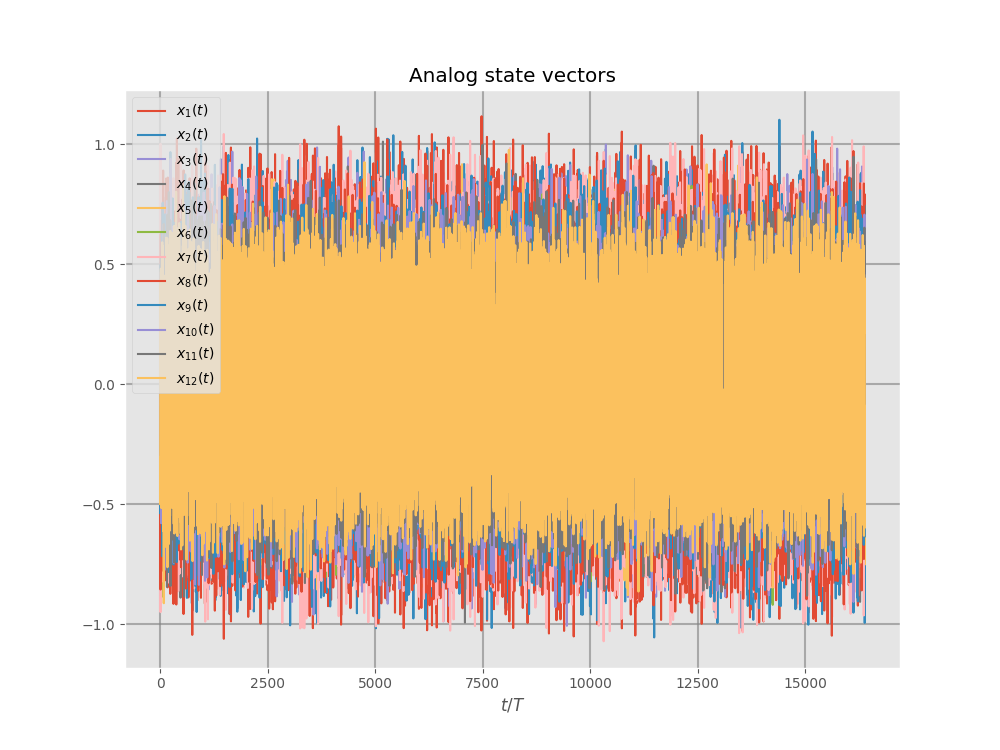 Analog state vectors
x₁(t)
x₂(t)
x₃(t)
x₄(t)
x₅(t)
x₆(t)
x₇(t)
x₈(t)
x₉(t)
x₁₀(t)
x₁₁(t)
x₁₂(t)
1.0
0.5
0.0
−0.5
−1.0
0 2500 5000 7500 10000 12500 15000
t/T